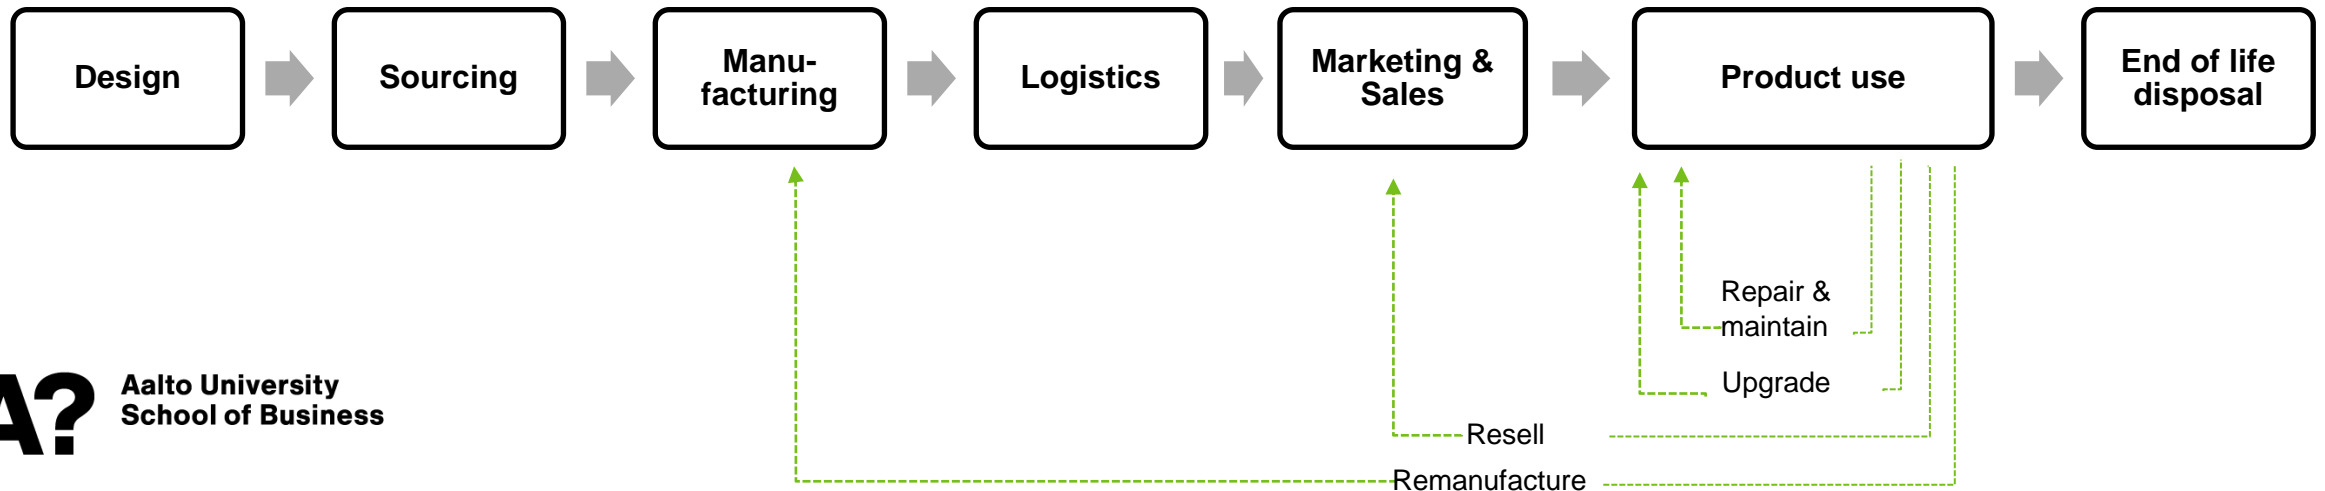 Design
Sourcing
Manu-
facturing
Logistics
Marketing &
Sales
Product use
End of life
disposal
Repair &
maintain
Upgrade
Resell
Remanufacture
A?
Aalto University
School of Business